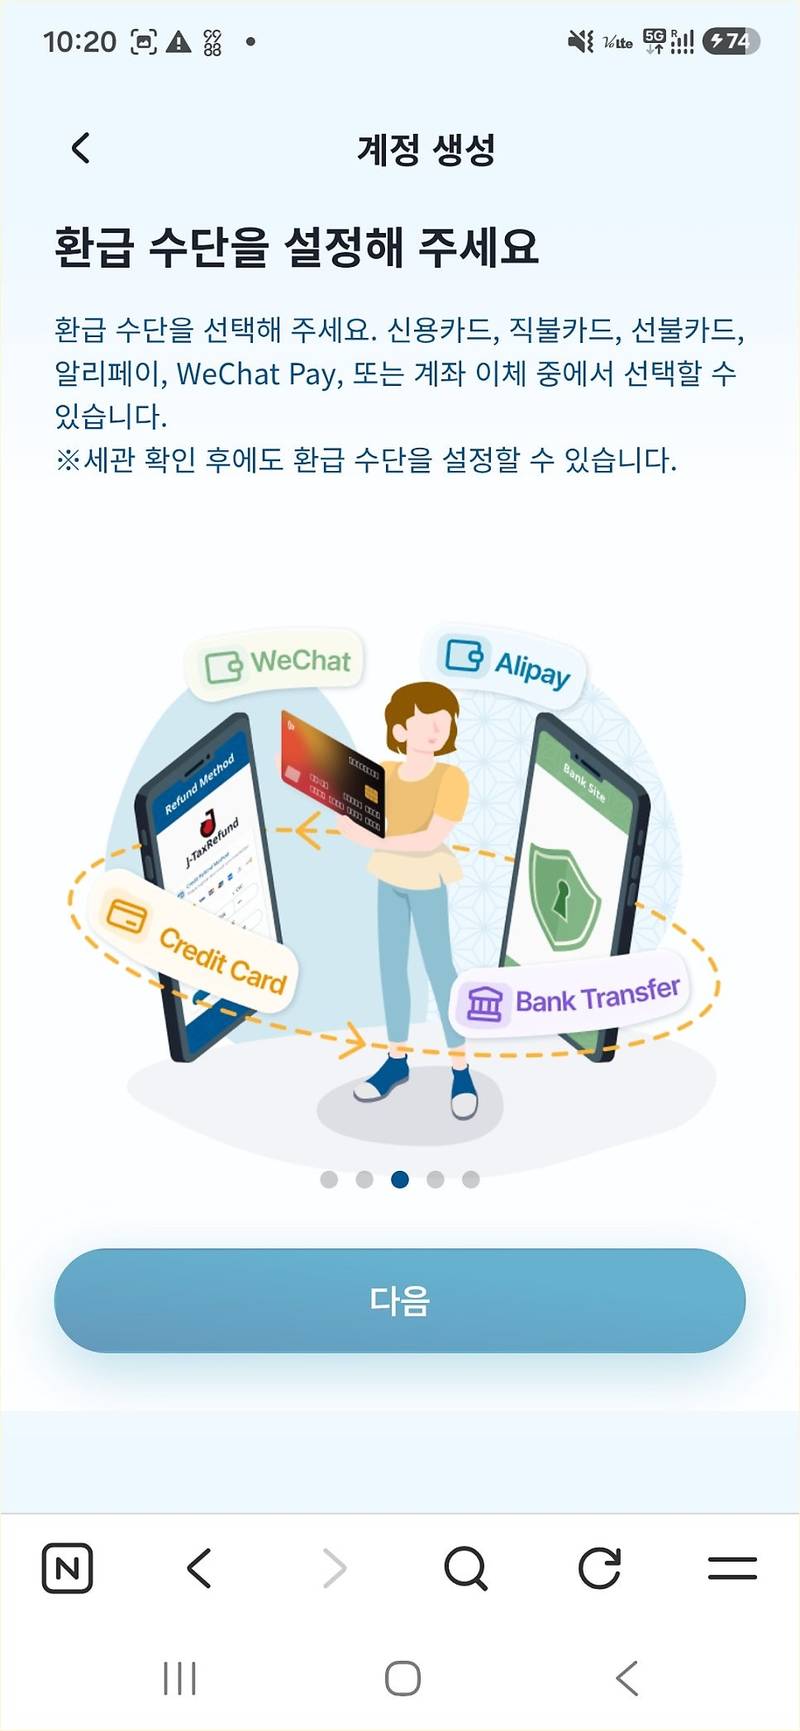 10:20
VoLTE 5G R 74
계정 생성
환급 수단을 설정해 주세요
환급 수단을 선택해 주세요. 신용카드, 직불카드, 선불카드,
알리페이, WeChat Pay, 또는 계좌 이체 중에서 선택할 수
있습니다.
※세관 확인 후에도 환급 수단을 설정할 수 있습니다.
WeChat
Alipay
Refund Method
Bank Site
J-TaxRefund
Credit Card
Bank Transfer
다음
N